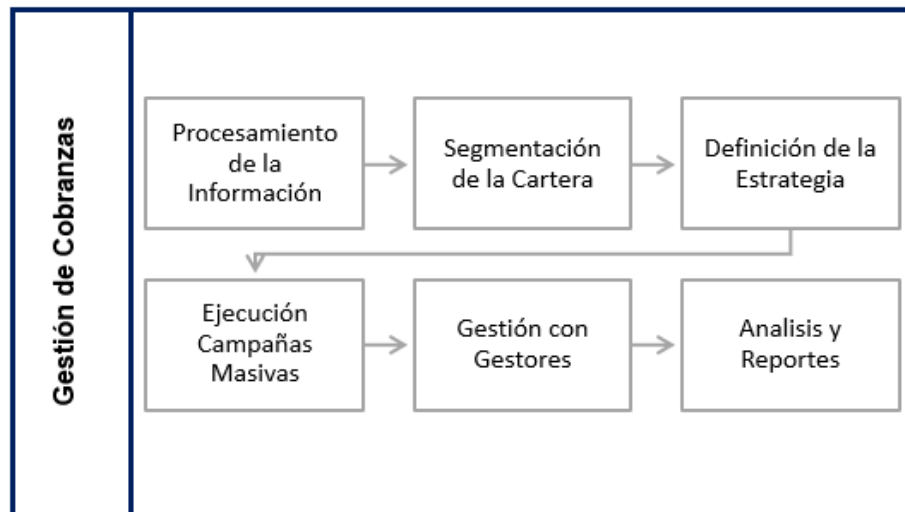 Gestión de Cobranzas
Procesamiento
de la
Información
Segmentación
de la Cartera
Definición de la
Estrategia
Ejecución
Campañas
Masivas
Gestión con
Gestores
Analisis y
Reportes